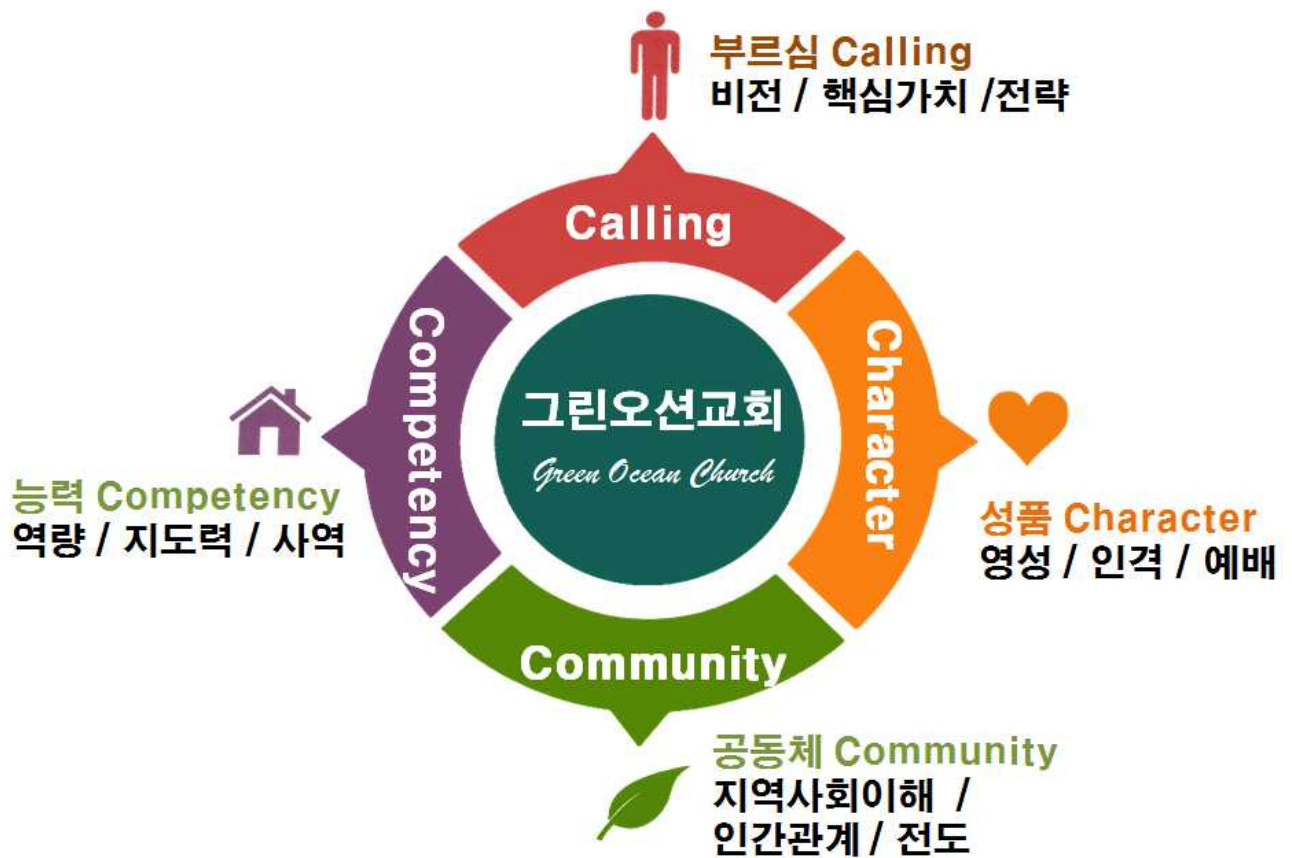 부르심 Calling
비전 / 핵심가치 /전략
Calling
Character
Competency
그린오션교회
Green Ocean Church
능력 Competency
역량 / 지도력 / 사역
성품 Character
영성 / 인격 / 예배
Community
공동체 Community
지역사회이해 /
인간관계 / 전도